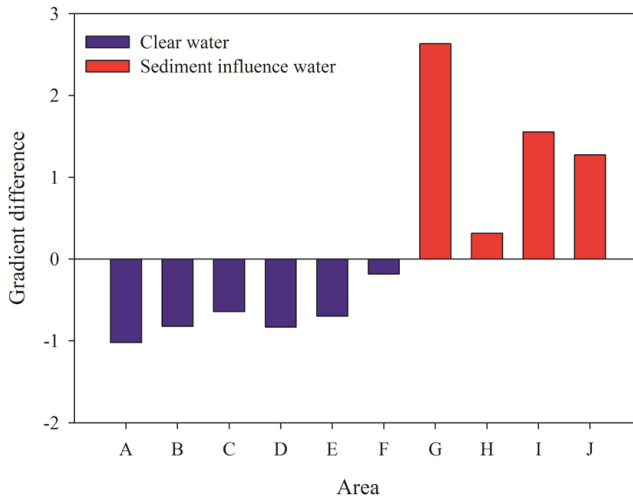 3
2
1
0
-1
-2
Gradient difference
Clear water
Sediment influence water
A B C D E F G H I J
Area